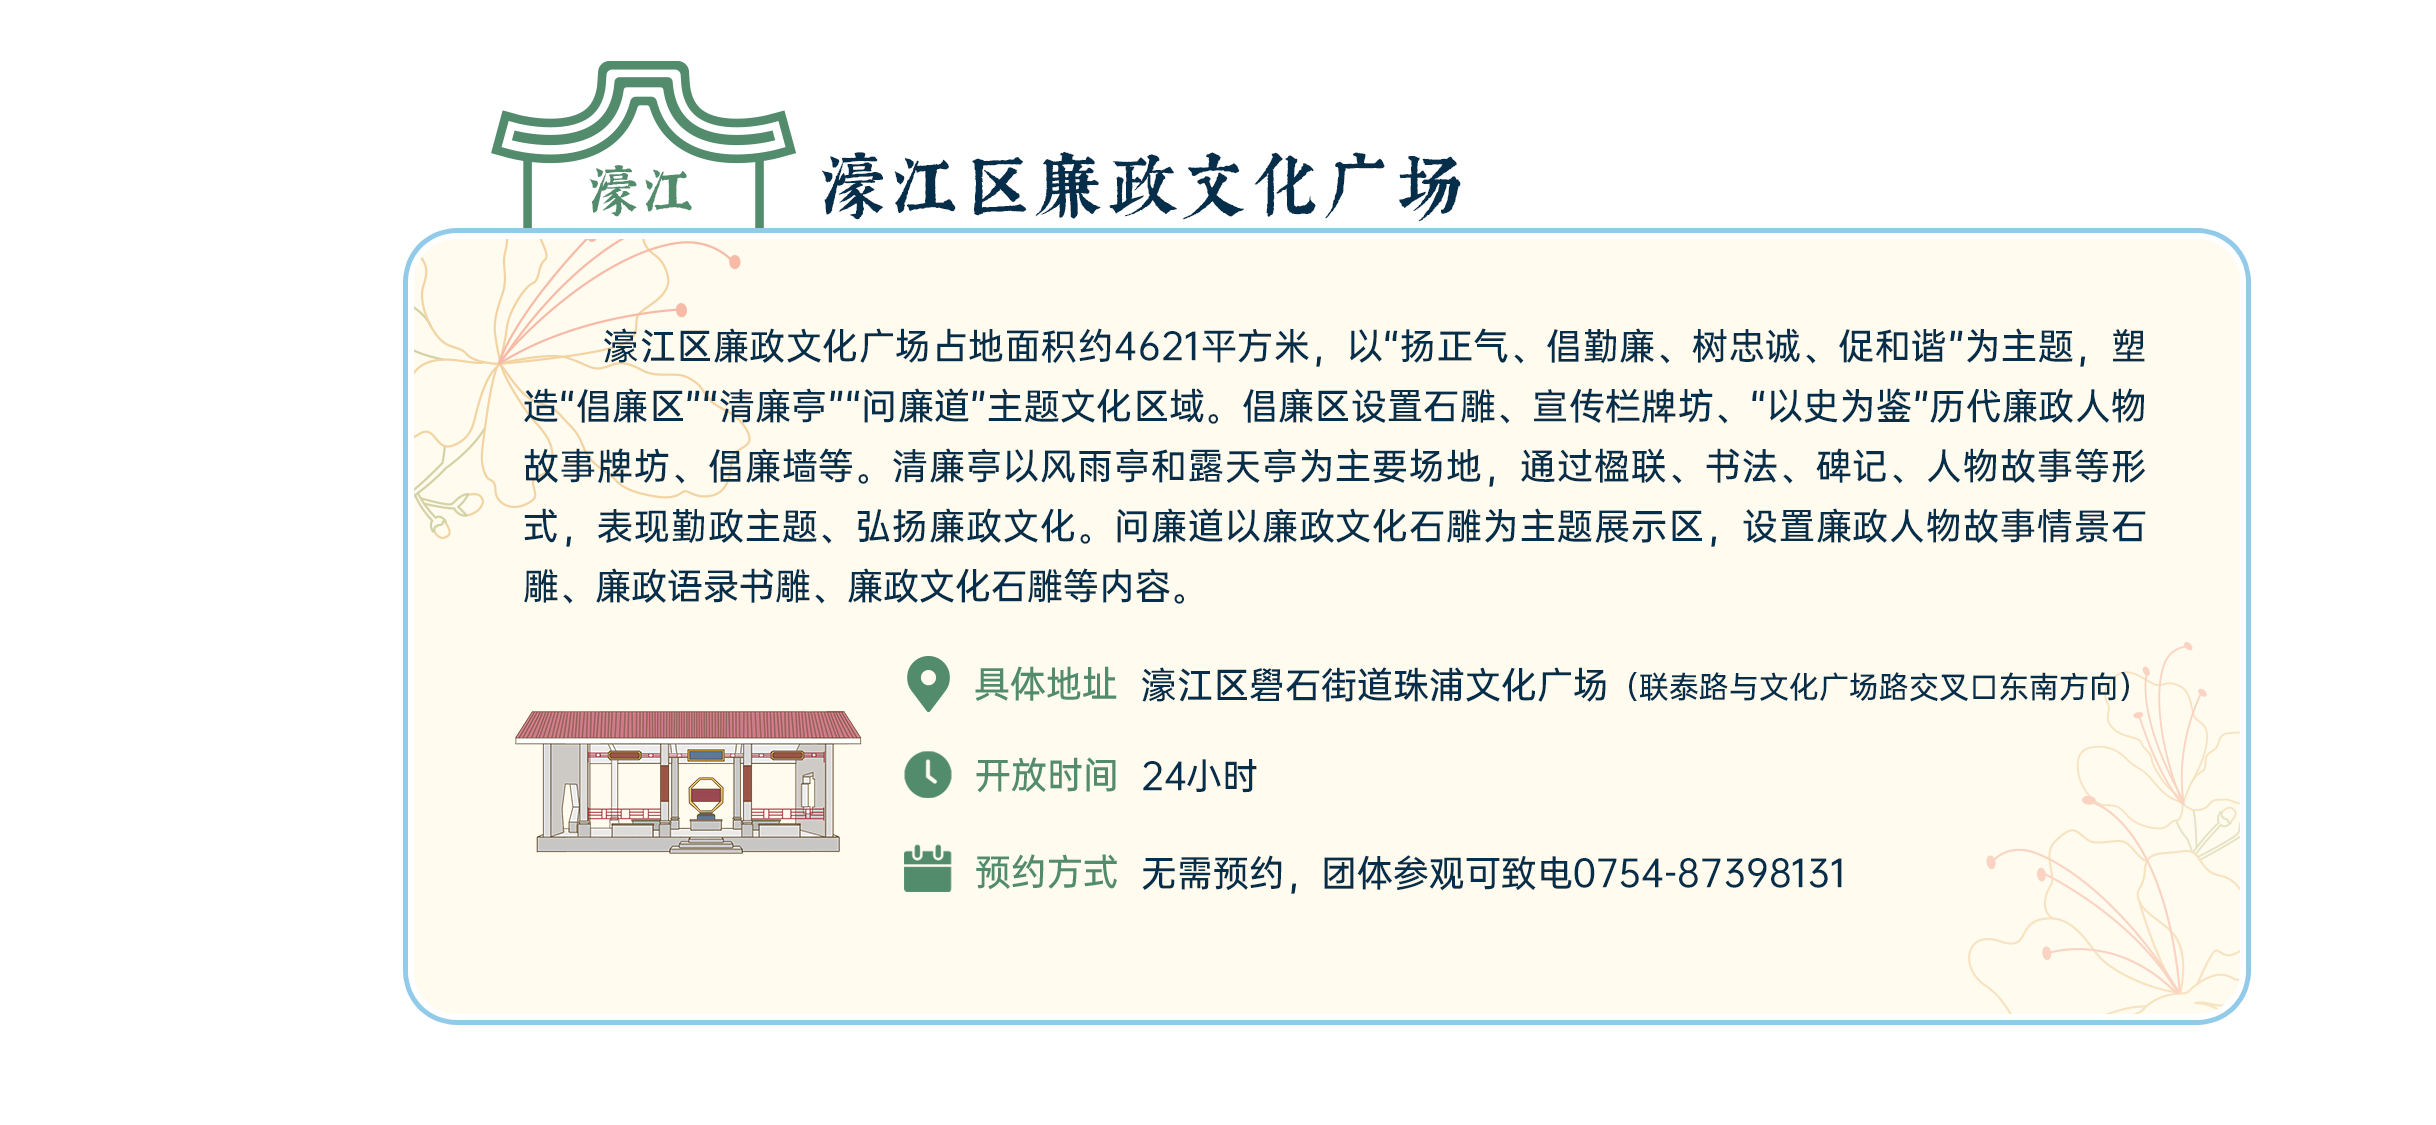 濠江
濠江区廉政文化广场
濠江区廉政文化广场占地面积约4621平方米，以“扬正气、倡勤廉、树忠诚、促和谐”为主题，塑
造“倡廉区”“清廉亭”“问廉道”主题文化区域。倡廉区设置石雕、宣传栏牌坊、“以史为鉴”历代廉政人物
故事牌坊、倡廉墙等。清廉亭以风雨亭和露天亭为主要场地，通过楹联、书法、碑记、人物故事等形
式，表现勤政主题、弘扬廉政文化。问廉道以廉政文化石雕为主题展示区，设置廉政人物故事情景石
雕、廉政语录书雕、廉政文化石雕等内容。
具体地址 濠江区礐石街道珠浦文化广场（联泰路与文化广场路交叉口东南方向）
开放时间 24小时
预约方式 无需预约，团体参观可致电0754-87398131